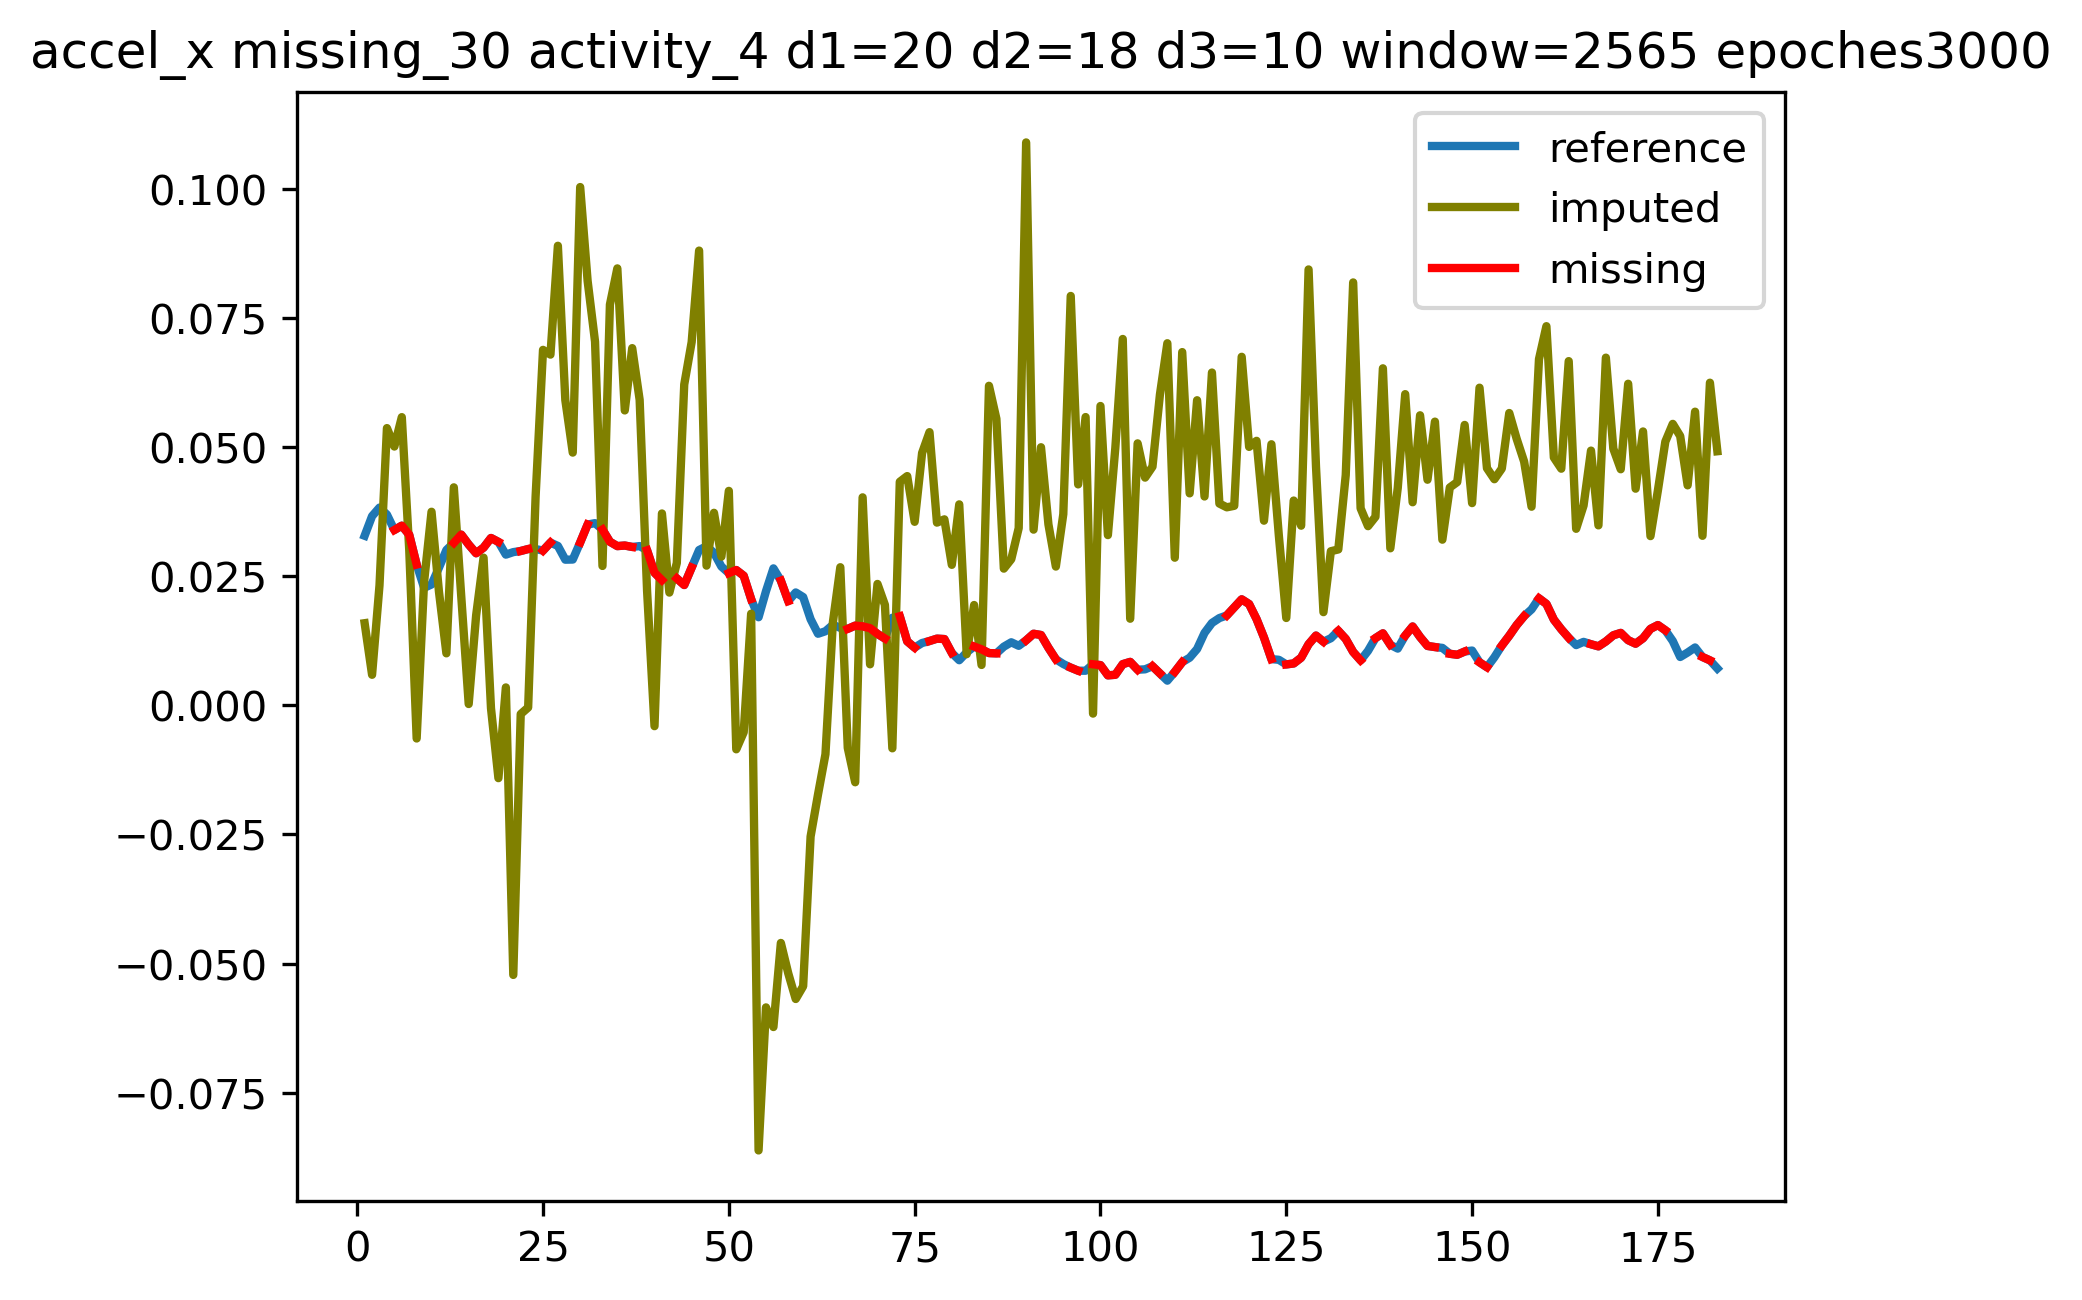 accel_x missing_30 activity_4 d1=20 d2=18 d3=10 window=2565 epoches3000
reference
imputed
missing
0.100
0.075
0.050
0.025
0.000
−0.025
−0.050
−0.075
0 25 50 75 100 125 150 175